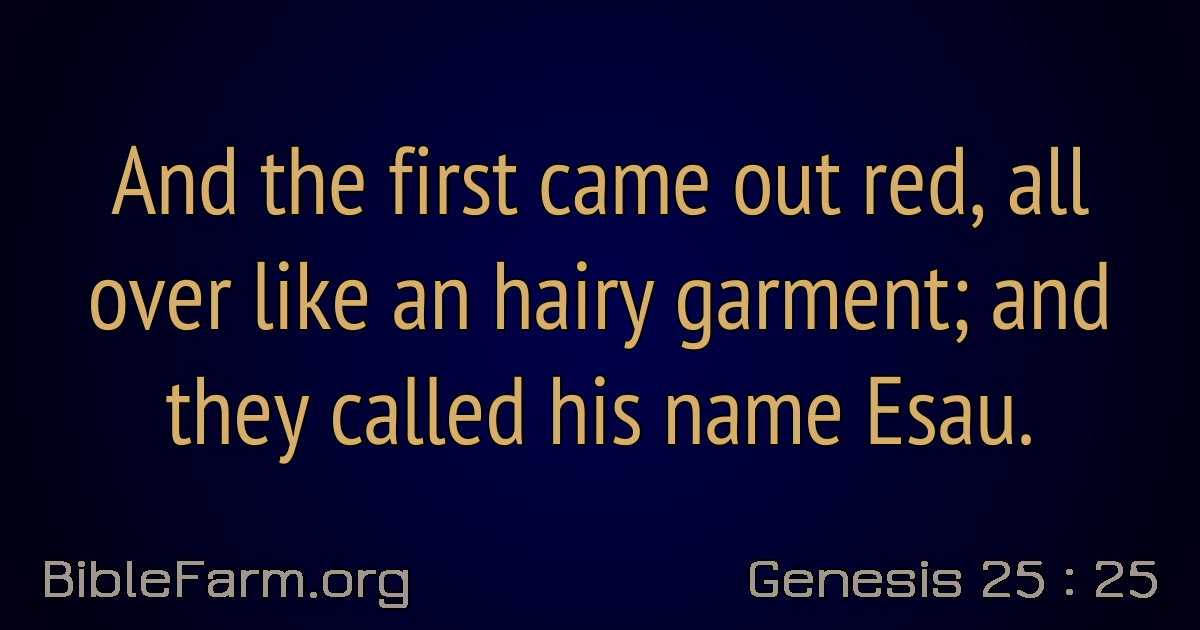 And the first came out red, all
over like an hairy garment; and
they called his name Esau.
BibleFarm.org
Genesis 25 : 25